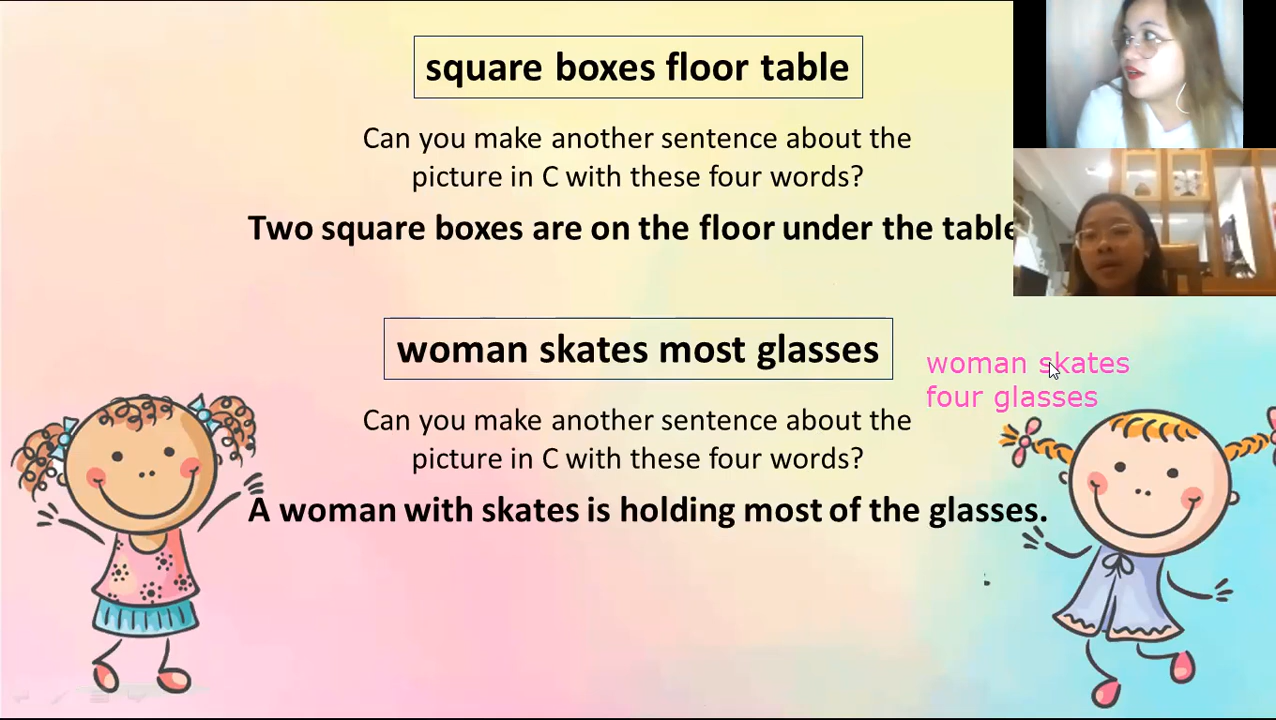 square boxes floor table
Can you make another sentence about the
picture in C with these four words?
Two square boxes are on the floor under the table
woman skates most glasses
woman skates
four glasses
Can you make another sentence about the
picture in C with these four words?
A woman with skates is holding most of the glasses.